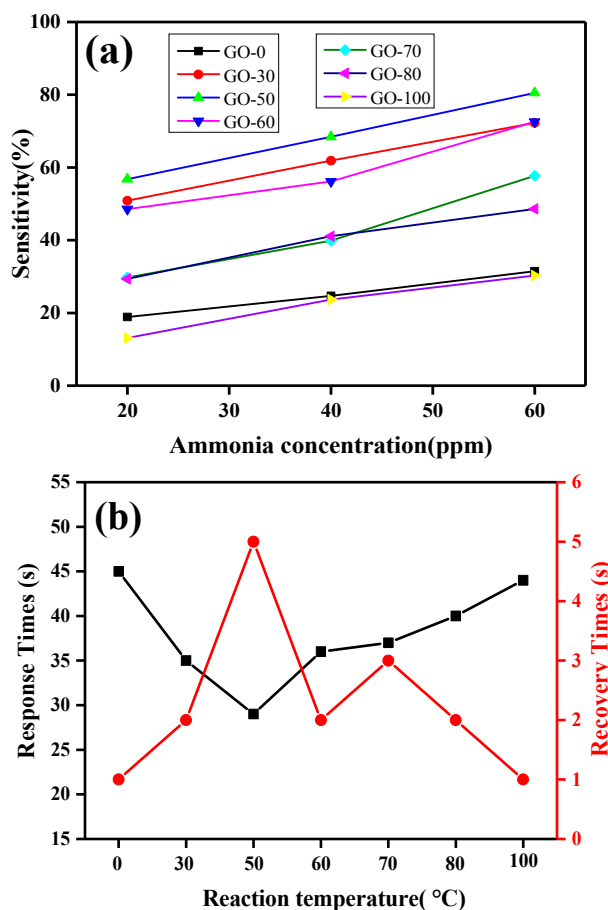 (a)
GO-0
GO-30
GO-50
GO-60
GO-70
GO-80
GO-100
100
80
60
40
20
0
Sensitivity(%)
20 30 40 50 60
Ammonia concentration(ppm)
(b)
55
50
45
40
35
30
25
20
15
Response Times (s)
6
5
4
3
2
1
0
Recovery Times (s)
0 30 50 60 70 80 100
Reaction temperature( °C)